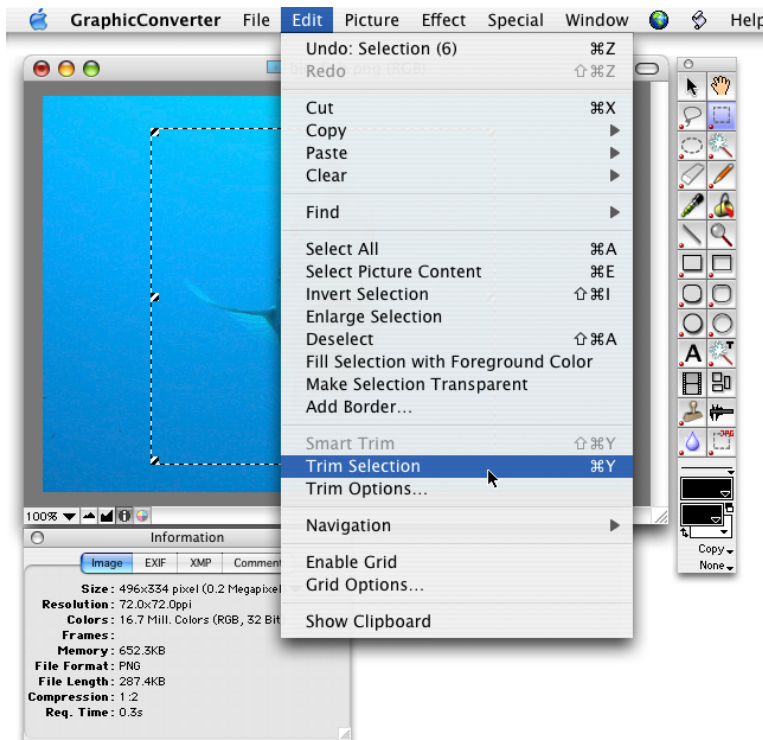 GraphicConverter File Edit Picture Effect Special Window Help
Undo: Selection (6) ⌘Z
Redo ⇧⌘Z
Cut ⌘X
Copy
Paste
Clear
Find
Select All ⌘A
Select Picture Content ⌘E
Invert Selection ⇧⌘I
Enlarge Selection
Deselect ⇧⌘A
Fill Selection with Foreground Color
Make Selection Transparent
Add Border...
Smart Trim ⇧⌘Y
Trim Selection ⌘Y
Trim Options...
Navigation
Enable Grid
Grid Options...
Show Clipboard
100%
Information
Image EXIF XMP Comment
Size: 496x334 pixel (0.2 Megapixel
Resolution: 72.0x72.0ppi
Colors: 16.7 Mill. Colors (RGB, 32 Bit
Frames:
Memory: 652.3KB
File Format: PNG
File Length: 287.4KB
Compression: 1:2
Req. Time: 0.3s
A T
JPG
Copy
None